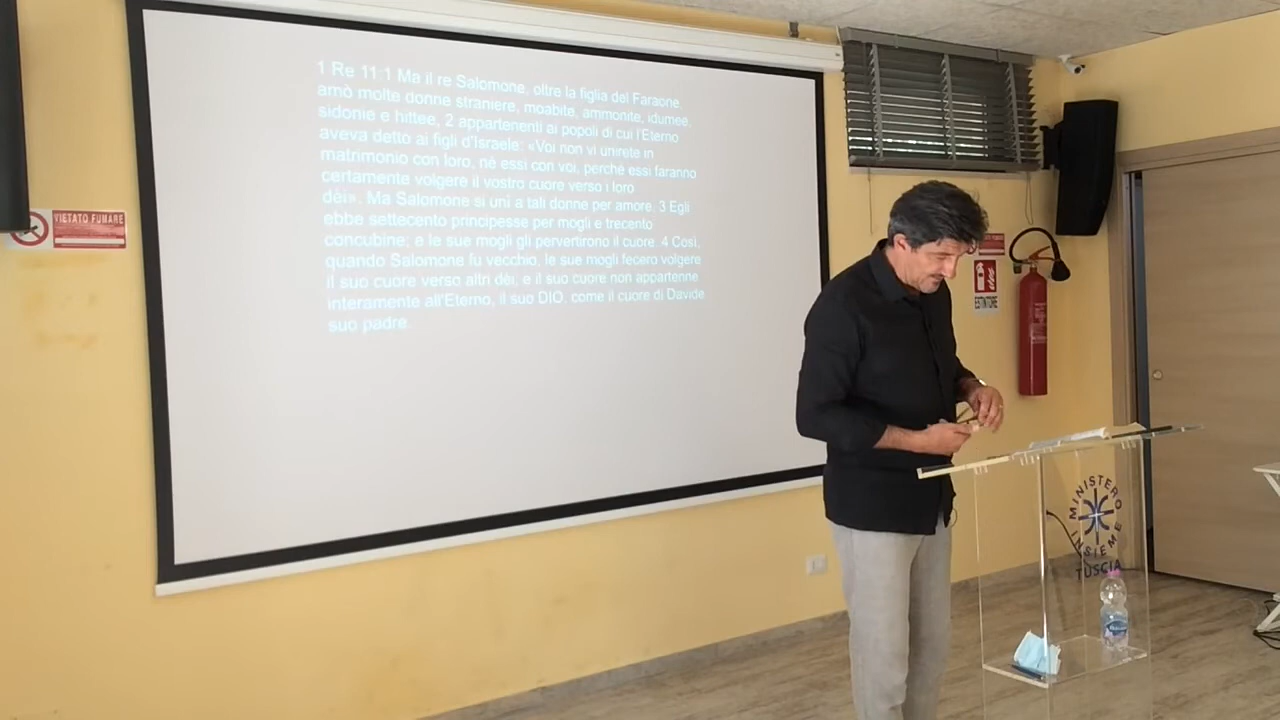 1 Re 11:1 Ma il re Salomone, oltre la figlia del Faraone,
amò molte donne straniere, moabite, ammonite, idumee,
sidonie e hittee, 2 appartenenti ai popoli di cui l'Eterno
aveva detto ai figli d'Israele: «Voi non vi unirete in
matrimonio con loro, né essi con voi, perché essi faranno
certamente volgere il vostro cuore verso i loro
dèi». Ma Salomone si unì a tali donne per amore. 3 Egli
ebbe settecento principesse per mogli e trecento
concubine; e le sue mogli gli pervertirono il cuore. 4 Così,
quando Salomone fu vecchio, le sue mogli fecero volgere
il suo cuore verso altri dèi, e il suo cuore non appartenne
interamente all'Eterno, il suo DIO, come il cuore di Davide
suo padre.
VIETATO FUMARE
ESTINTORE
MINISTERO
INSIEME
TUSCIA